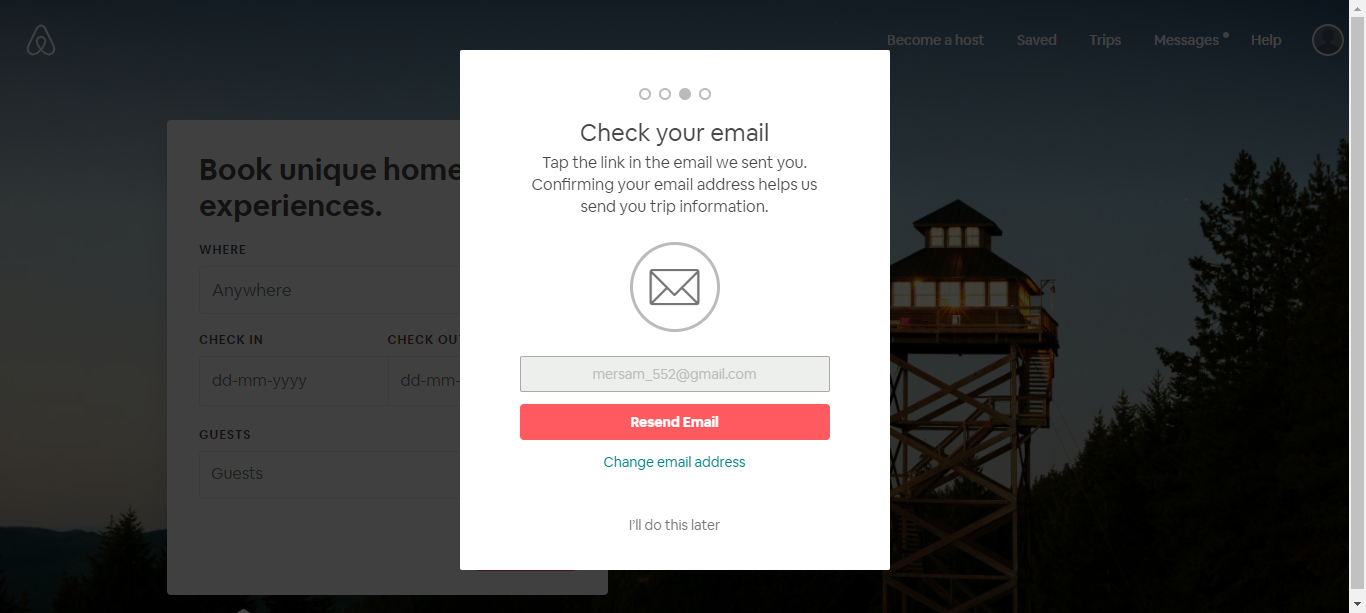 Become a host
Saved
Trips
Messages
Help
Book unique home
experiences.
WHERE
Anywhere
CHECK IN
CHECK OU
dd-mm-yyyy
dd-mm-
GUESTS
Guests
Check your email
Tap the link in the email we sent you.
Confirming your email address helps us
send you trip information.
mersam_552@gmail.com
Resend Email
Change email address
I'll do this later